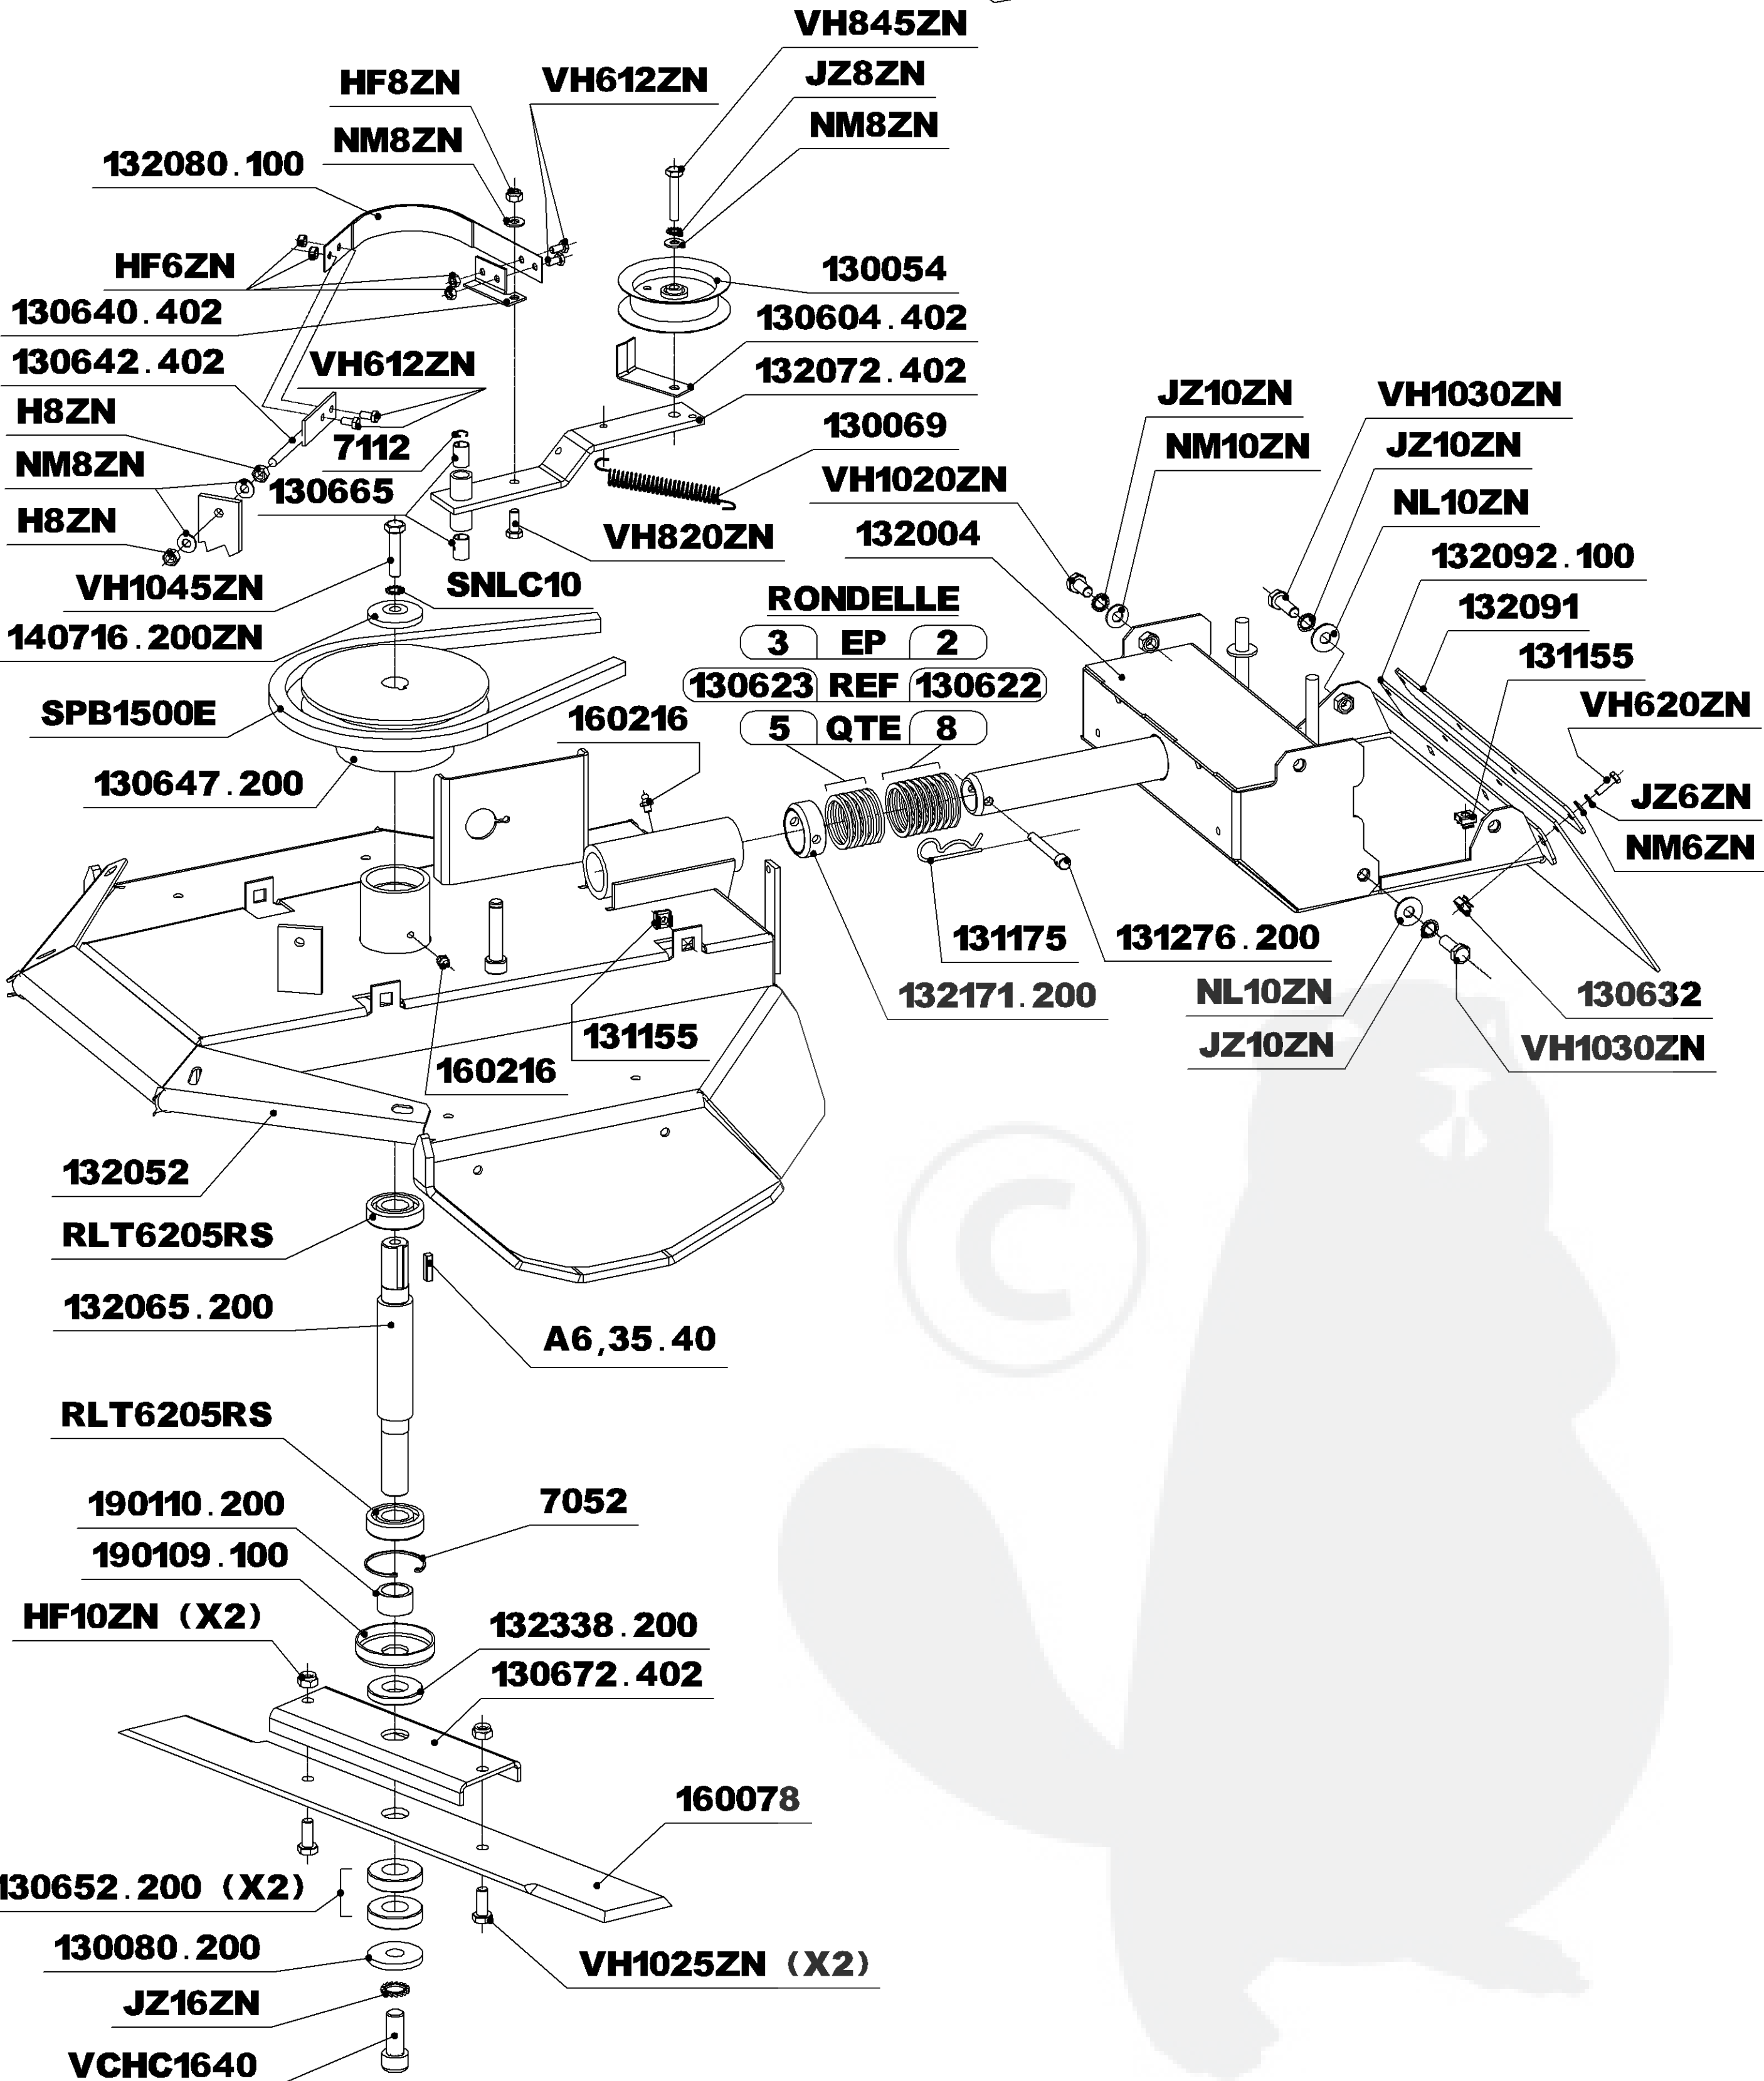 VH845ZN
HF8ZN
VH612ZN
JZ8ZN
NM8ZN
NM8ZN
132080.100
HF6ZN
130054
130640.402
130604.402
130642.402
VH612ZN
132072.402
JZ10ZN
VH1030ZN
H8ZN
7112
130069
NM10ZN
JZ10ZN
NM8ZN
130665
VH1020ZN
NL10ZN
H8ZN
VH820ZN
132004
132092.100
VH1045ZN
SNLC10
RONDELLE
132091
140716.200ZN
3 EP 2
131155
130623 REF 130622
SPB1500E
160216
5 QTE 8
VH620ZN
130647.200
JZ6ZN
NM6ZN
131175
131276.200
132171.200
NL10ZN
130632
131155
JZ10ZN
VH1030ZN
160216
132052
RLT6205RS
132065.200
A6,35.40
RLT6205RS
190110.200
7052
190109.100
HF10ZN (X2)
132338.200
130672.402
160078
130652.200 (X2)
130080.200
VH1025ZN (X2)
JZ16ZN
VCHC1640
©